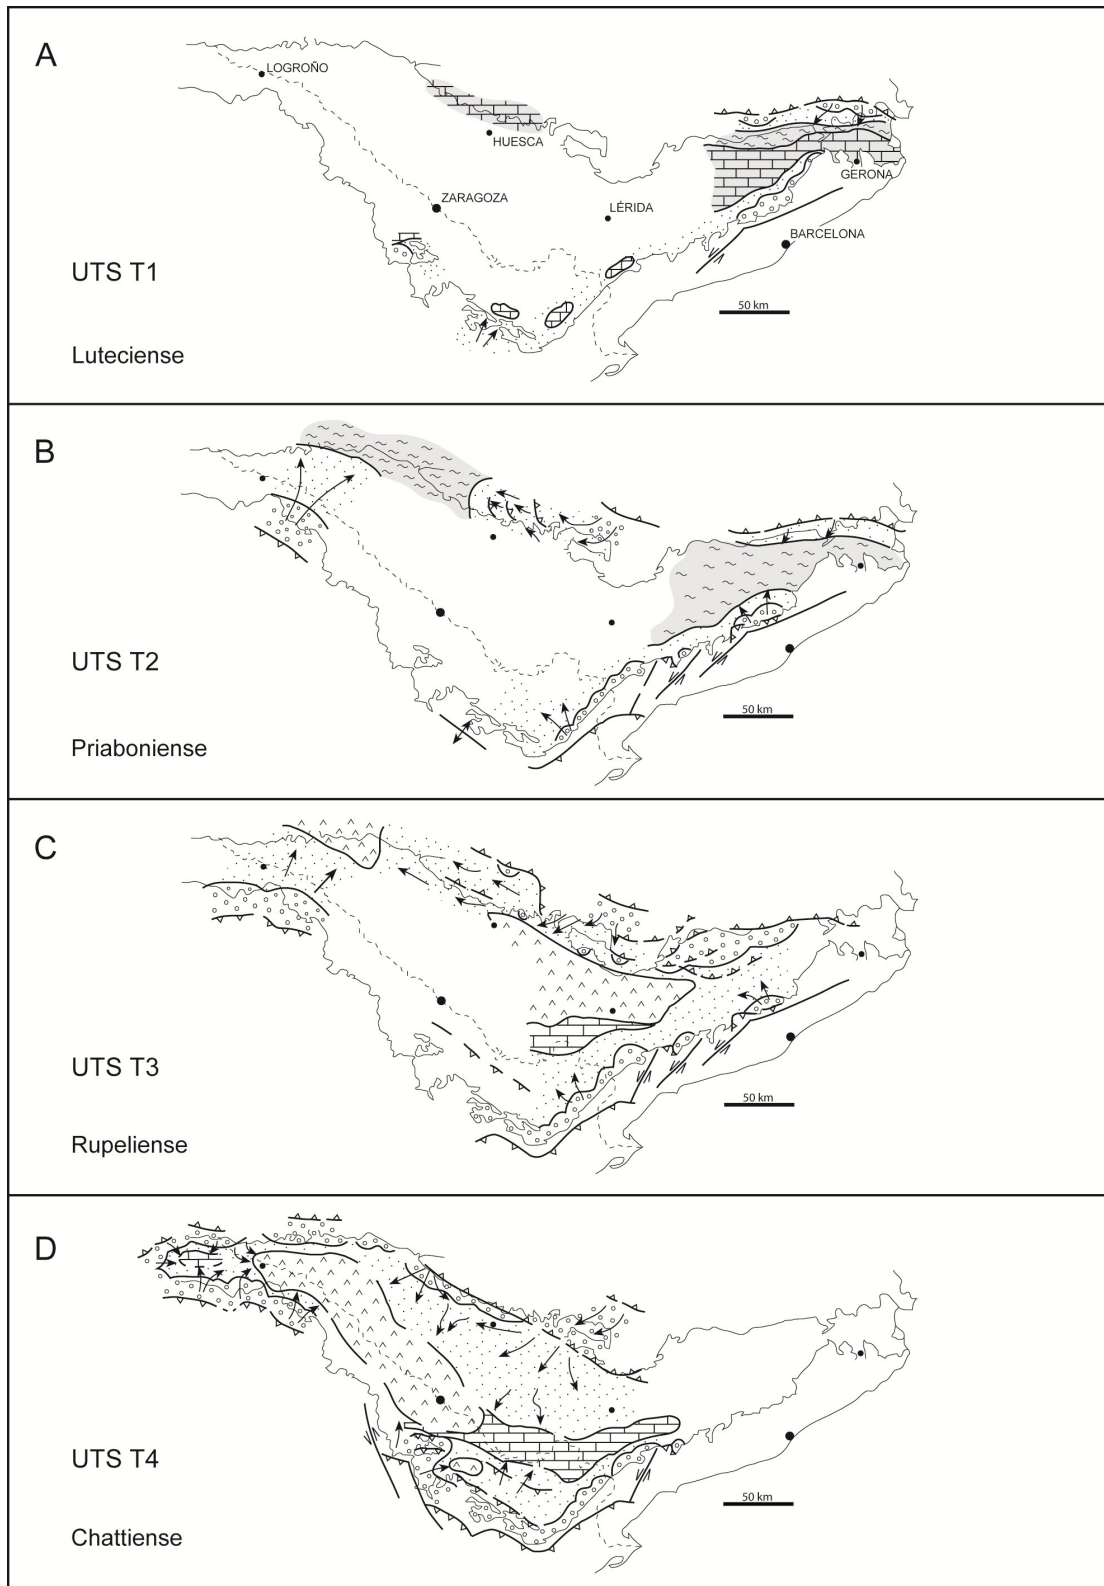 A
LOGROÑO
HUESCA
GERONA
ZARAGOZA
LÉRIDA
BARCELONA
UTS T1
50 km
Luteciense
B
UTS T2
50 km
Priaboniense
C
UTS T3
50 km
Rupeliense
D
UTS T4
50 km
Chattiense